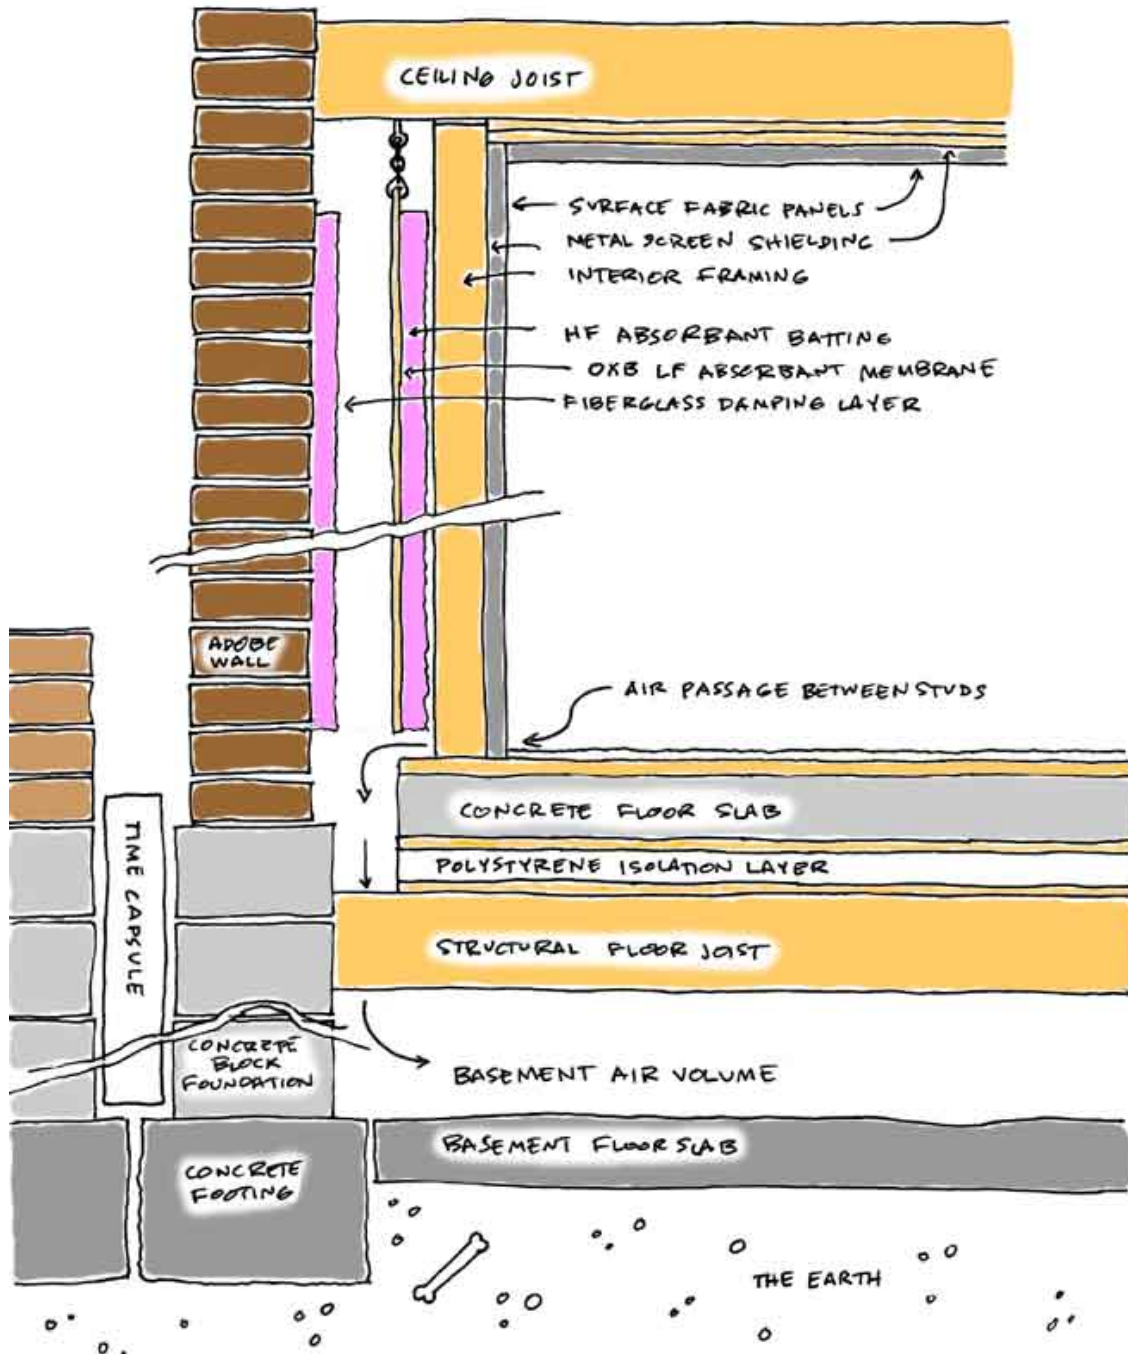 CEILING JOIST
SURFACE FABRIC PANELS
METAL SCREEN SHIELDING
INTERIOR FRAMING
HF ABSORBANT BATTING
OXB LF ABSORBANT MEMBRANE
FIBERGLASS DAMPING LAYER
ADOBE
WALL
AIR PASSAGE BETWEEN STUDS
CONCRETE FLOOR SLAB
TIME CAPSULE
POLYSTYRENE ISOLATION LAYER
STRUCTURAL FLOOR JOIST
CONCRETE
BLOCK
FOUNDATION
BASEMENT AIR VOLUME
BASEMENT FLOOR SLAB
CONCRETE
FOOTING
THE EARTH